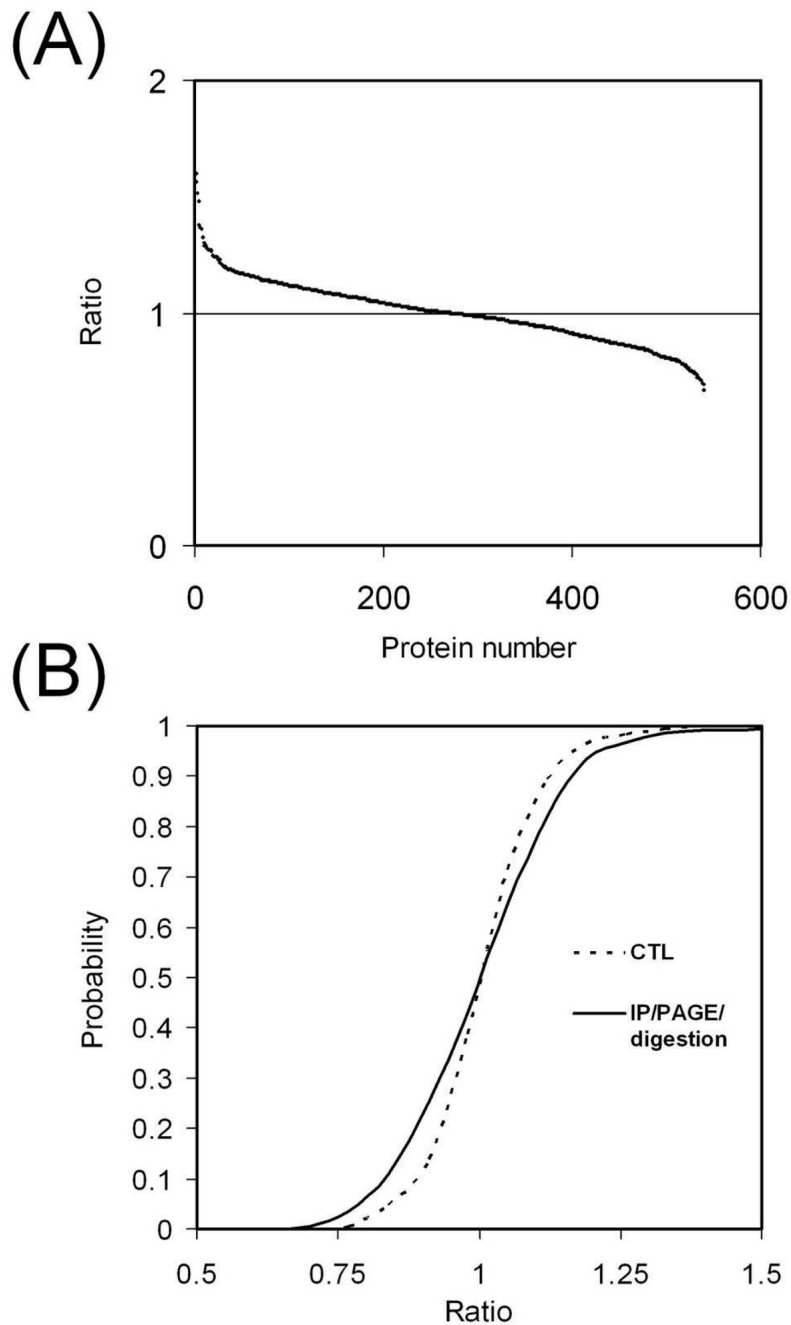 (A)
2
1
0
Ratio
0 200 400 600
Protein number
(B)
1
0.9
0.8
0.7
0.6
0.5
0.4
0.3
0.2
0.1
0
Probability
CTL
IP/PAGE/
digestion
0.5 0.75 1 1.25 1.5
Ratio